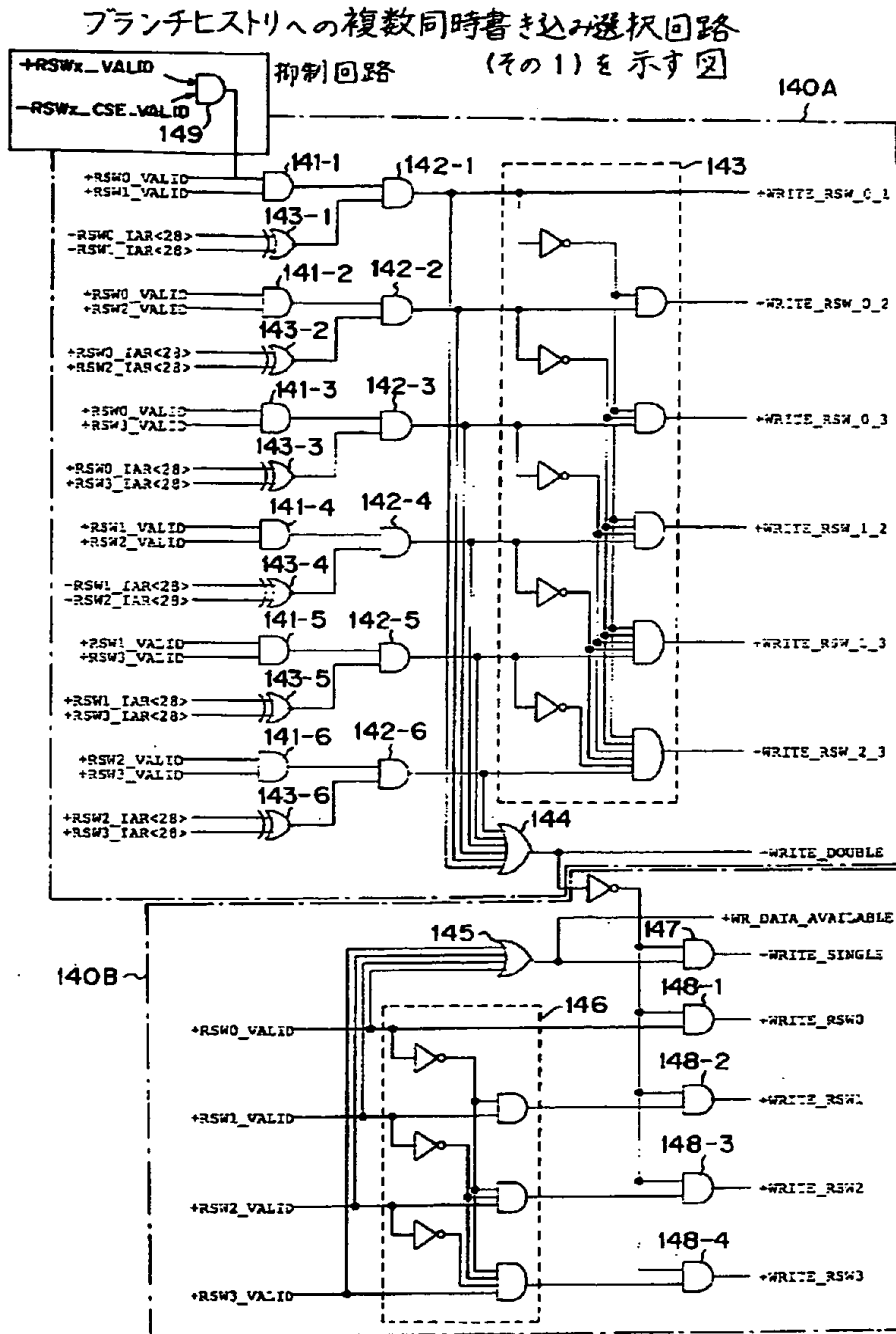 ブランチヒストリへの複数同時書き込み選択回路
(その1)を示す図
+RSWx_VALID
-RSWx_CSE_VALID
149
抑制回路
140A
141-1
142-1
143
+RSW0_VALID
+RSW1_VALID
+WRITE_RSW_0_1
143-1
-RSW0_IAR<28>
-RSW1_IAR<28>
141-2
142-2
+RSW0_VALID
+RSW2_VALID
-WRITE_RSW_0_2
143-2
+RSW0_IAR<28>
+RSW2_IAR<28>
141-3
142-3
+RSW0_VALID
+RSW3_VALID
+WRITE_RSW_0_3
143-3
+RSW0_IAR<28>
+RSW3_IAR<28>
141-4
142-4
+RSW1_VALID
+RSW2_VALID
+WRITE_RSW_1_2
143-4
-RSW1_IAR<28>
-RSW2_IAR<28>
141-5
142-5
+RSW1_VALID
+RSW3_VALID
-WRITE_RSW_1_3
143-5
+RSW1_IAR<28>
+RSW3_IAR<28>
141-6
142-6
+RSW2_VALID
+RSW3_VALID
-WRITE_RSW_2_3
143-6
+RSW2_IAR<28>
+RSW3_IAR<28>
144
-WRITE_DOUBLE
+WR_DATA_AVAILABLE
145
147
-WRITE_SINGLE
140B
146
148-1
+RSW0_VALID
+WRITE_RSW0
148-2
+RSW1_VALID
+WRITE_RSW1
148-3
+RSW2_VALID
+WRITE_RSW2
148-4
+RSW3_VALID
+WRITE_RSW3